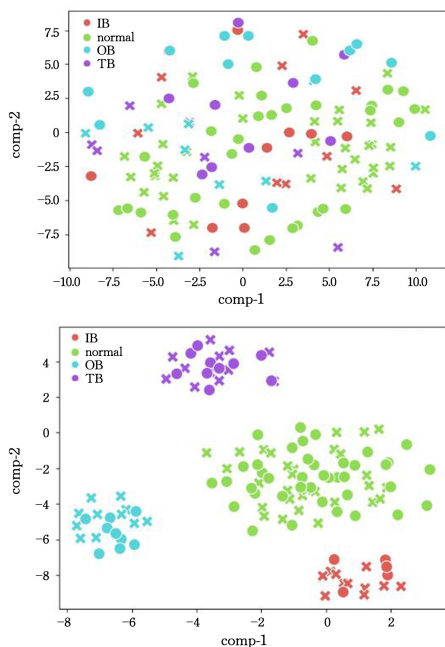 IB
normal
OB
TB
7.5
5.0
2.5
0
−2.5
−5.0
−7.5
comp-2
−10.0 −7.5 −5.0 −2.5 0 2.5 5.0 7.5 10.0
comp-1
IB
normal
OB
TB
4
2
0
−2
−4
−6
−8
comp-2
−8 −6 −4 −2 0 2
comp-1